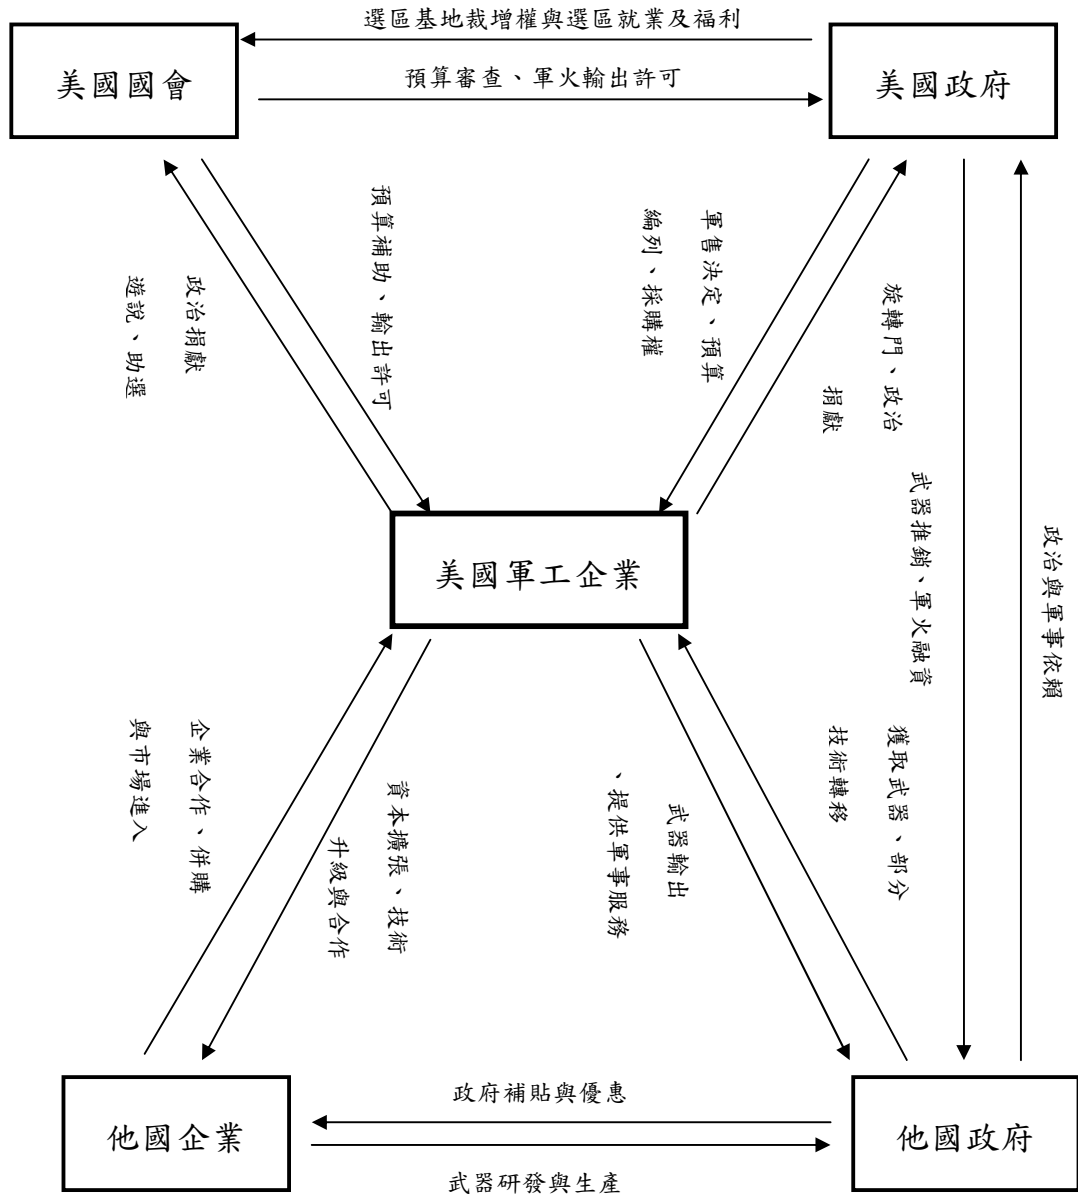 選區基地裁增權與選區就業及福利
美國國會
預算審查、軍火輸出許可
美國政府
遊說、助選
政治捐獻
預算補助、輸出許可
軍售決定、預算
編列、採購權
旋轉門、政治
捐獻
美國軍工企業
武器推銷、軍火融資
政治與軍事依賴
企業合作、併購
與市場進入
資本擴張、技術
升級與合作
武器輸出
、提供軍事服務
獲取武器、部分
技術轉移
他國企業
政府補貼與優惠
武器研發與生產
他國政府